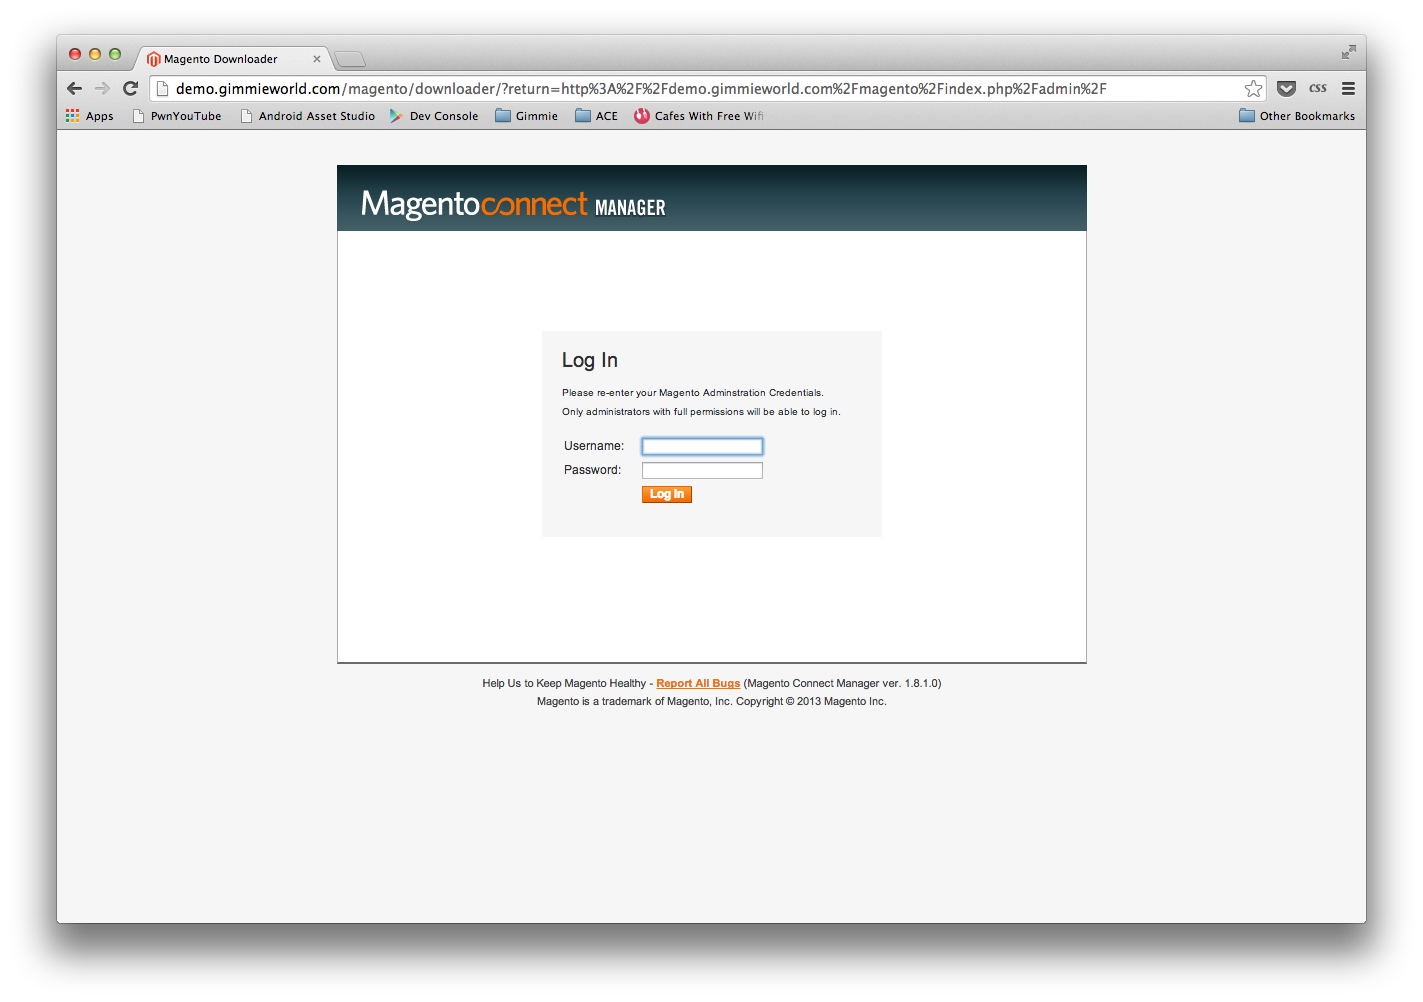 Magento Downloader
demo.gimmieworld.com/magento/downloader/?return=http%3A%2F%2Fdemo.gimmieworld.com%2Fmagento%2Findex.php%2Fadmin%2F
css
Apps PwnYouTube Android Asset Studio Dev Console Gimmie ACE Cafes With Free Wifi Other Bookmarks
Magentoconnect MANAGER
Log In
Please re-enter your Magento Adminstration Credentials.
Only administrators with full permissions will be able to log in.
Username:
Password:
Log In
Help Us to Keep Magento Healthy - Report All Bugs (Magento Connect Manager ver. 1.8.1.0)
Magento is a trademark of Magento, Inc. Copyright © 2013 Magento Inc.